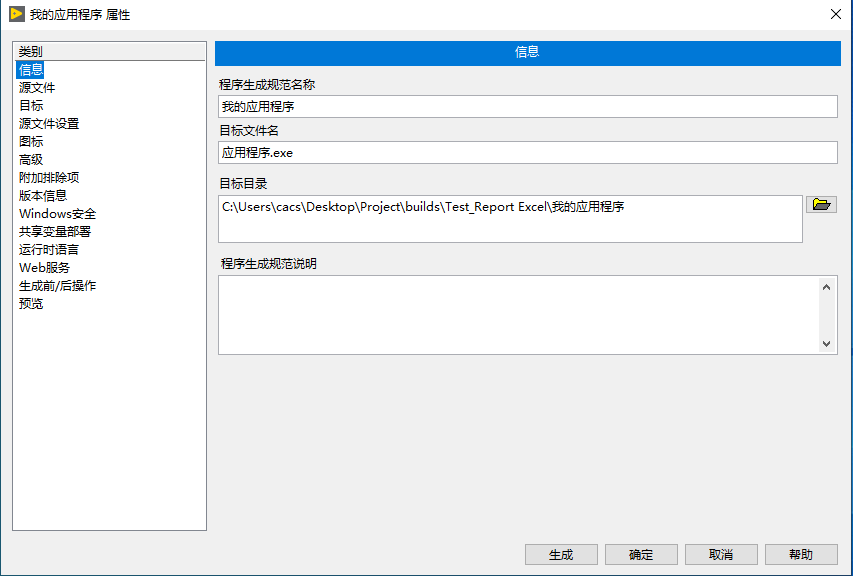 我的应用程序 属性
类别
信息
源文件
目标
源文件设置
图标
高级
附加排除项
版本信息
Windows安全
共享变量部署
运行时语言
Web服务
生成前/后操作
预览
信息
程序生成规范名称
我的应用程序
目标文件名
应用程序.exe
目标目录
C:\Users\cacs\Desktop\Project\builds\Test_Report Excel\我的应用程序
程序生成规范说明
生成
确定
取消
帮助